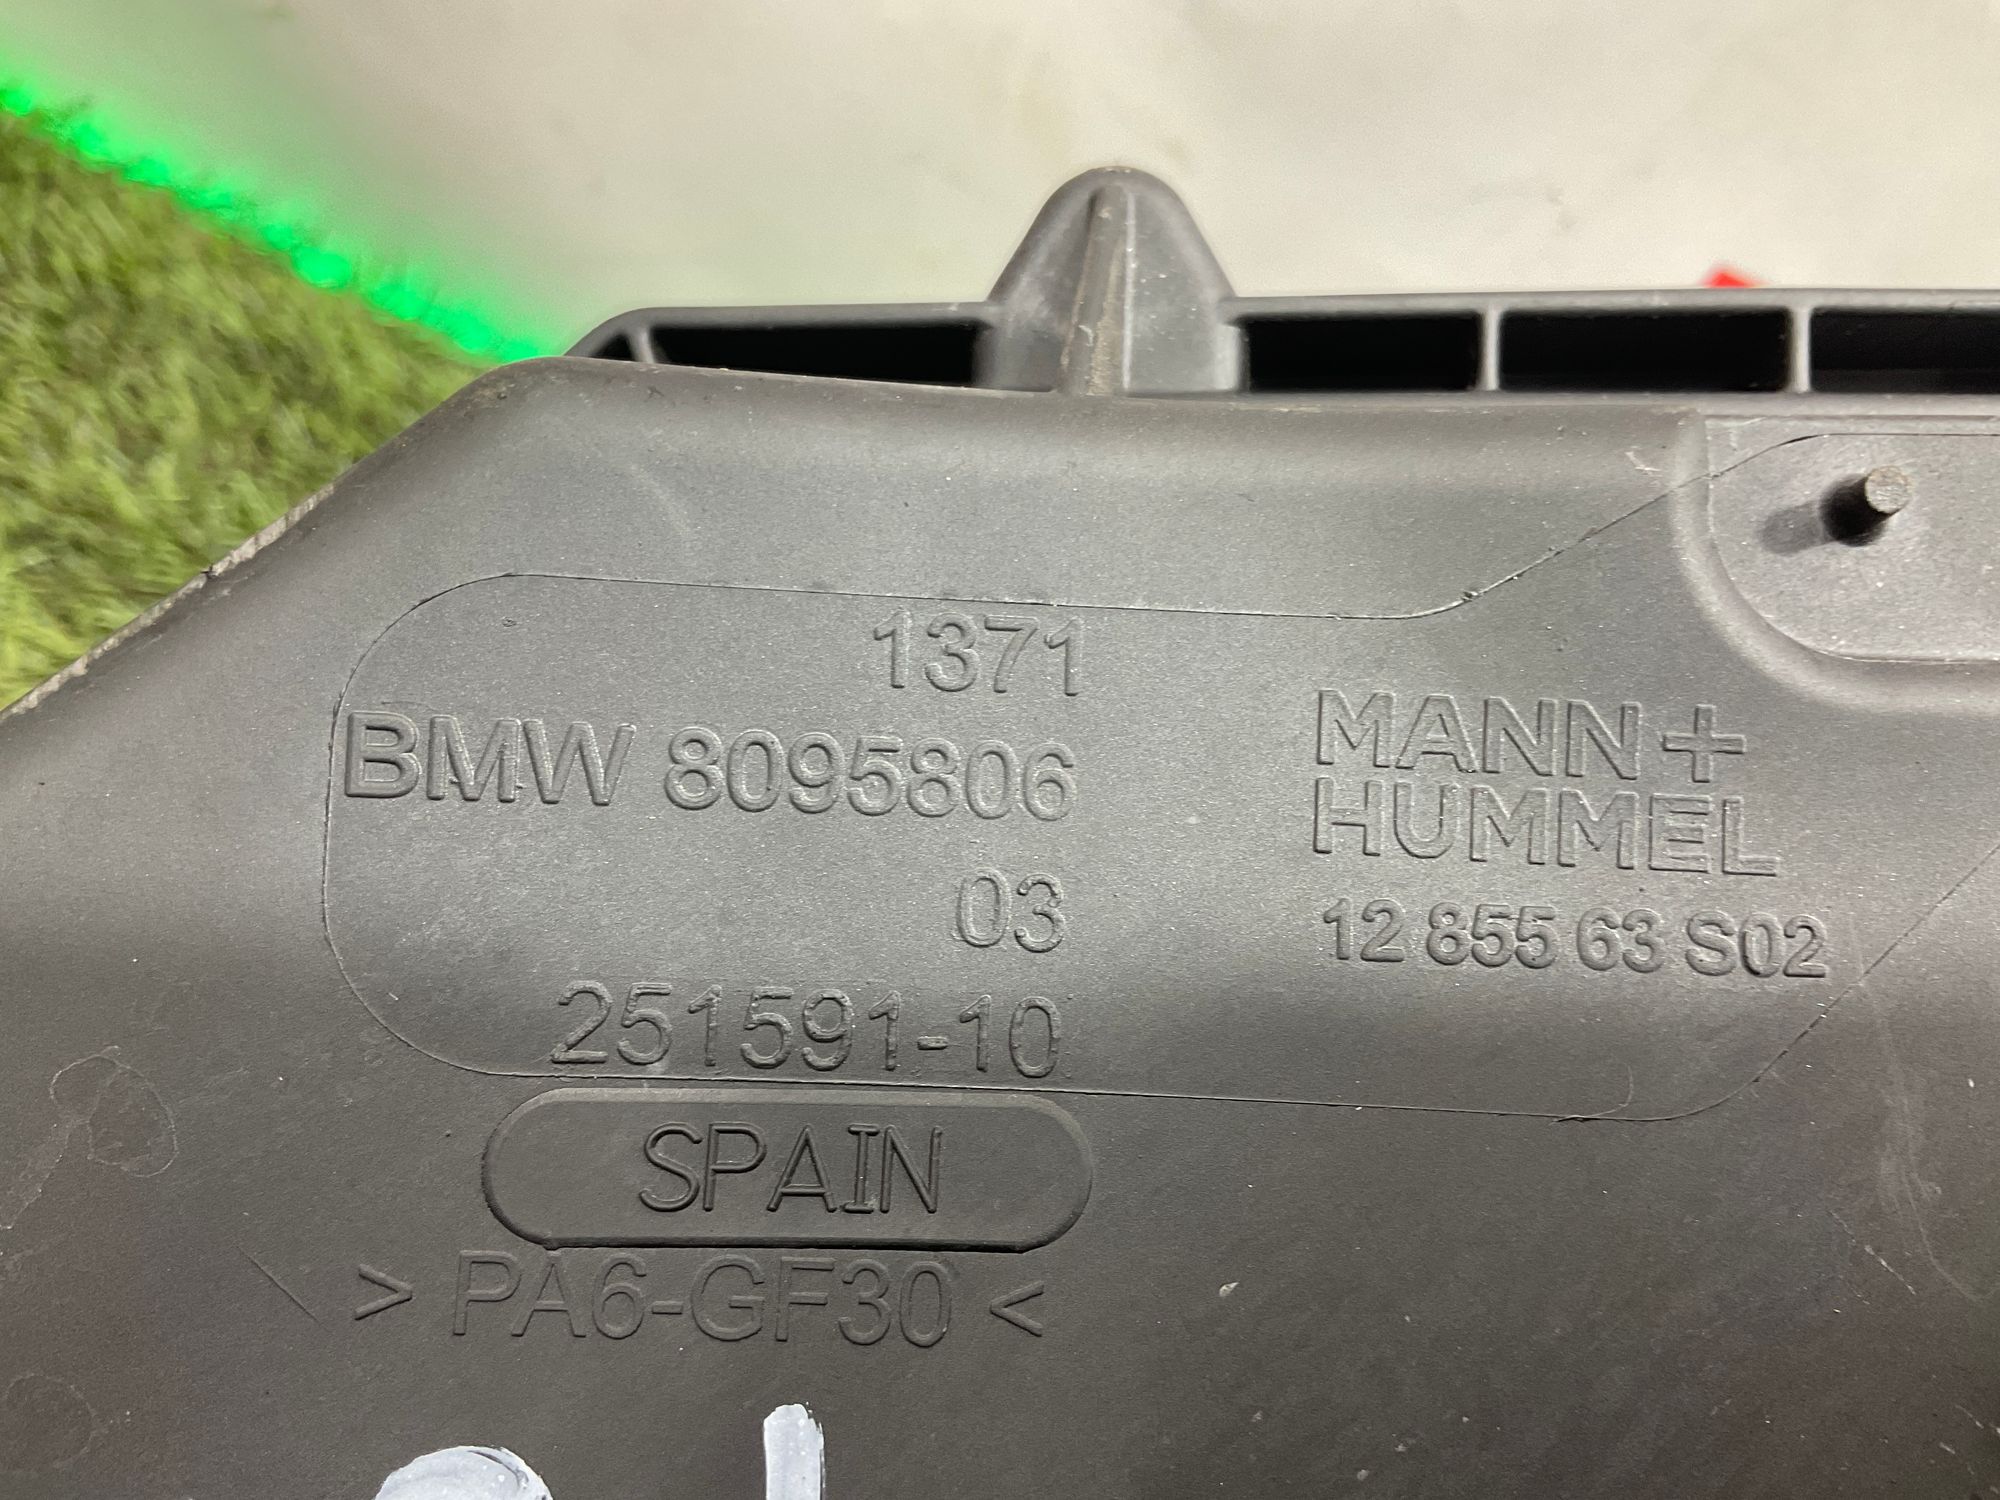 1371
BMW 8095806
03
251591-10
SPAIN
> PA6-GF30 <
MANN+
HUMMEL
12 855 63 S02